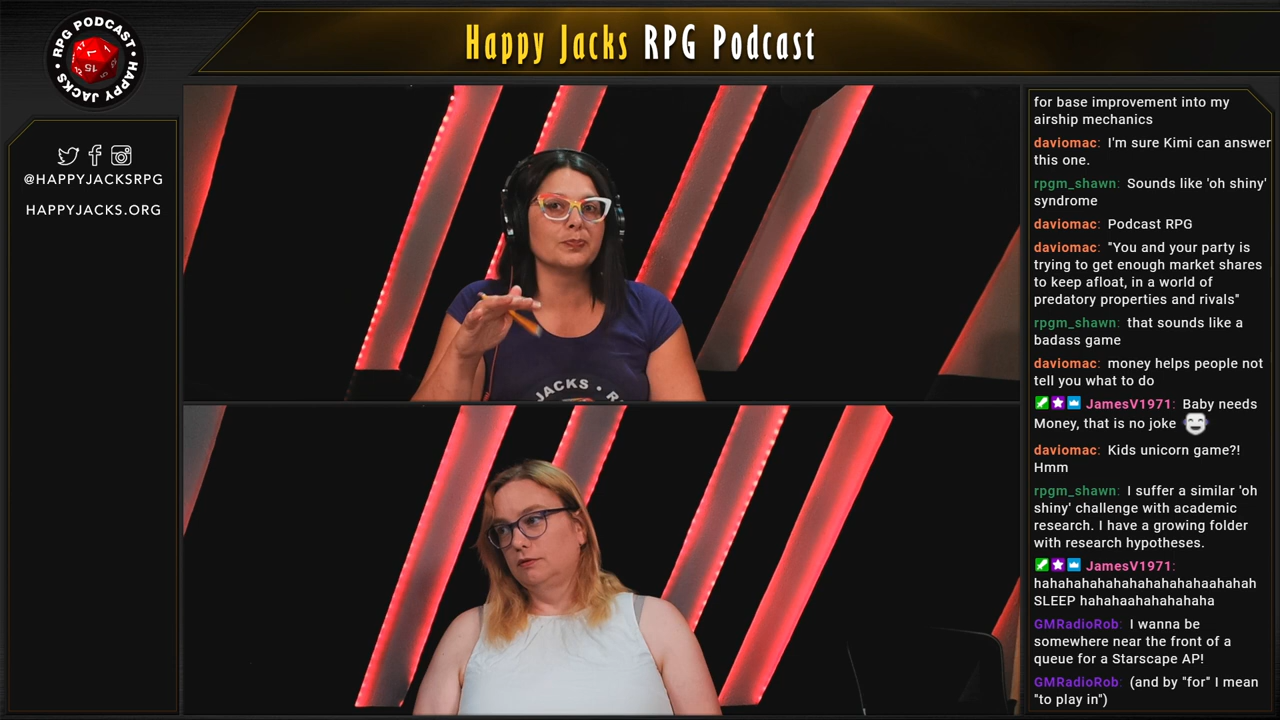 RPG PODCAST • HAPPY JACKS •
15
Happy Jacks RPG Podcast
@HAPPYJACKSRPG
HAPPYJACKS.ORG
JACKS • R
for base improvement into my
airship mechanics
daviomac: I'm sure Kimi can answer
this one.
rpgm_shawn: Sounds like 'oh shiny'
syndrome
daviomac: Podcast RPG
daviomac: "You and your party is
trying to get enough market shares
to keep afloat, in a world of
predatory properties and rivals"
rpgm_shawn: that sounds like a
badass game
daviomac: money helps people not
tell you what to do
JamesV1971: Baby needs
Money, that is no joke
daviomac: Kids unicorn game?!
Hmm
rpgm_shawn: I suffer a similar 'oh
shiny' challenge with academic
research. I have a growing folder
with research hypotheses.
JamesV1971:
hahahahahahahahahahaahahah
SLEEP hahahaahahahahaha
GMRadioRob: I wanna be
somewhere near the front of a
queue for a Starscape AP!
GMRadioRob: (and by "for" I mean
"to play in")